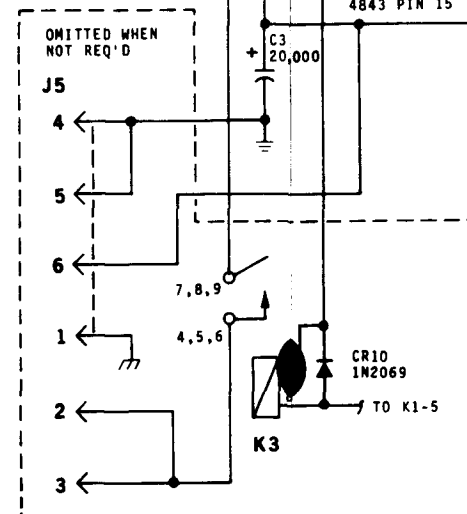 4843 PIN 15
OMITTED WHEN
NOT REQ'D
C3
+ 20,000
J5
4
5
6
7,8,9
1
4,5,6
CR10
1N2069
2
TO K1-5
K3
3